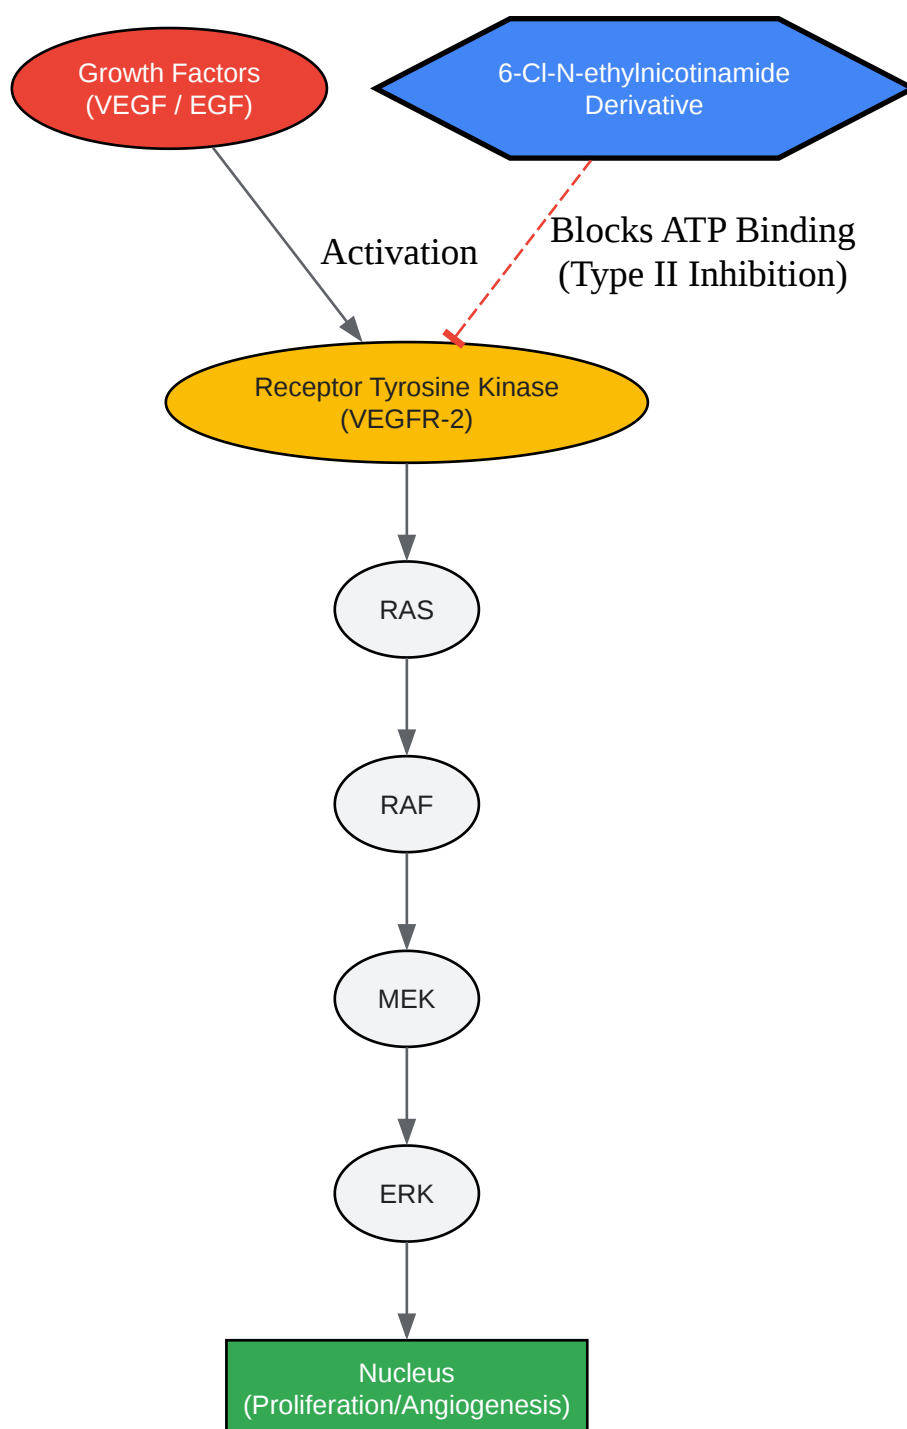 Growth Factors
(VEGF / EGF)
6-Cl-N-ethylnicotinamide
Derivative
Activation
Blocks ATP Binding
(Type II Inhibition)
Receptor Tyrosine Kinase
(VEGFR-2)
RAS
RAF
MEK
ERK
Nucleus
(Proliferation/Angiogenesis)